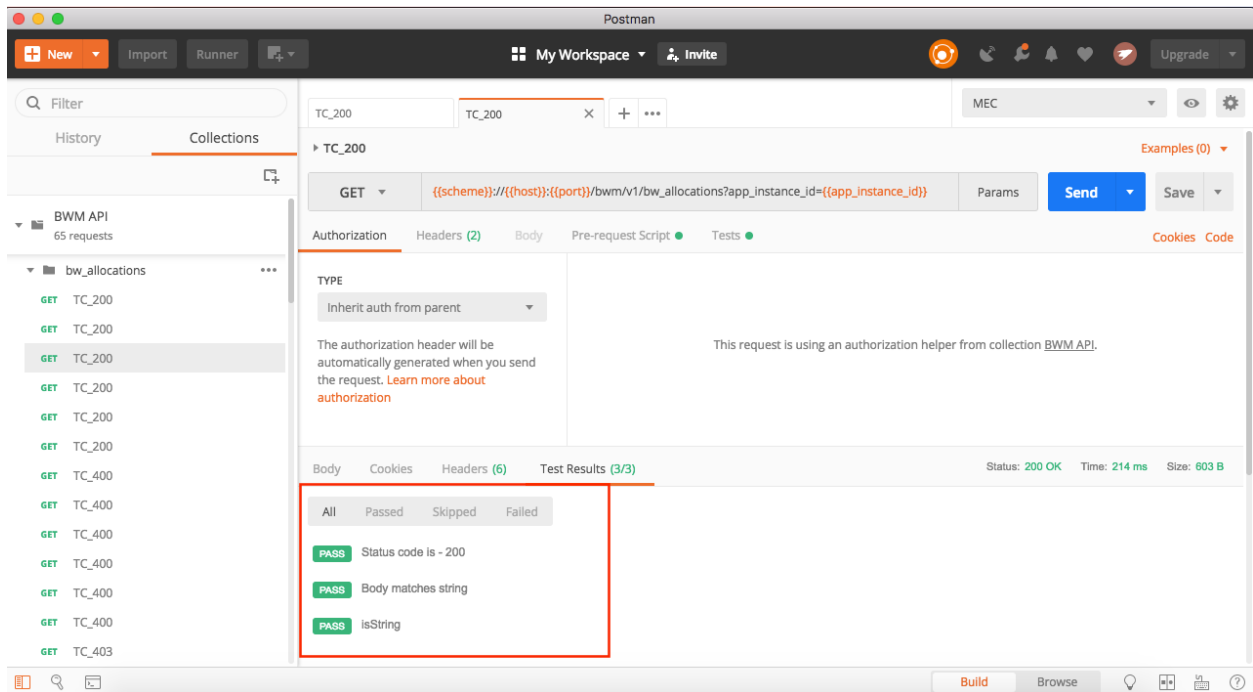 Postman
New
Import
Runner
My Workspace
Invite
Upgrade
Filter
History
Collections
BWM API
65 requests
bw_allocations
GET TC_200
GET TC_200
GET TC_200
GET TC_200
GET TC_200
GET TC_200
GET TC_400
GET TC_400
GET TC_400
GET TC_400
GET TC_400
GET TC_400
GET TC_403
TC_200
TC_200
MEC
TC_200
Examples (0)
GET
{{scheme}}://{{host}}:{{port}}/bwm/v1/bw_allocations?app_instance_id={{app_instance_id}}
Params
Send
Save
Authorization
Headers (2)
Body
Pre-request Script
Tests
Cookies
Code
TYPE
Inherit auth from parent
The authorization header will be
automatically generated when you send
the request. Learn more about
authorization
This request is using an authorization helper from collection BWM API.
Body
Cookies
Headers (6)
Test Results (3/3)
Status: 200 OK
Time: 214 ms
Size: 603 B
All
Passed
Skipped
Failed
PASS Status code is - 200
PASS Body matches string
PASS isString
Build
Browse